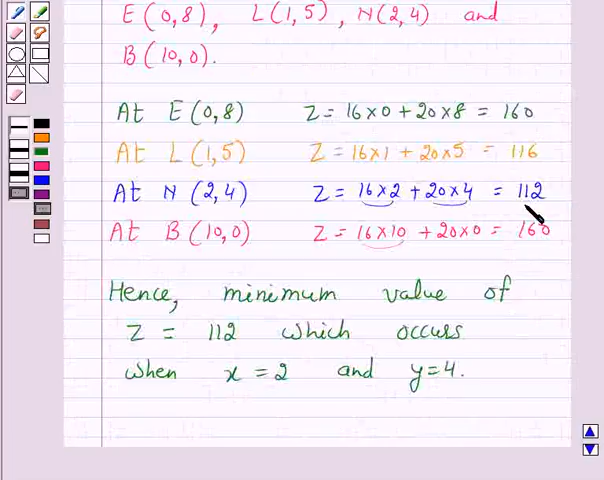 E(0,8), L(1,5), N(2,4) and
B(10,0).
At E(0,8) Z = 16×0 + 20×8 = 160
At L(1,5) Z = 16×1 + 20×5 = 116
At N(2,4) Z = 16×2 + 20×4 = 112
At B(10,0) Z = 16×10 + 20×0 = 160
Hence, minimum value of
Z = 112 which occurs
when x = 2 and y = 4.